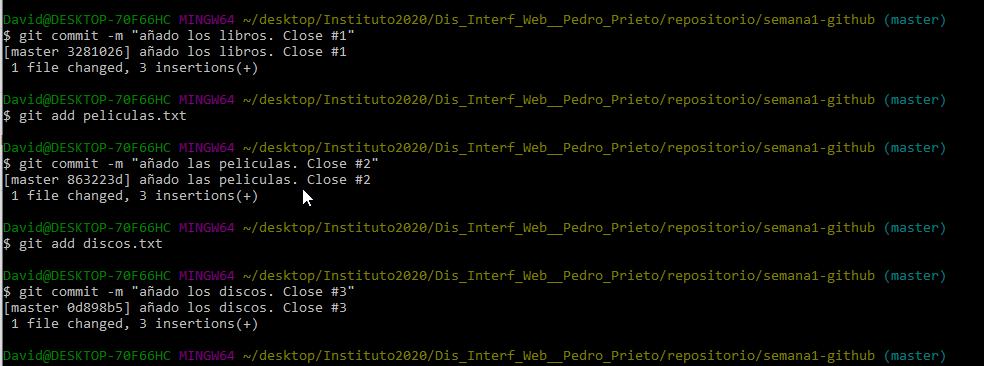 David@DESKTOP-70F66HC MINGW64 ~/desktop/Instituto2020/Dis_Interf_Web__Pedro_Prieto/repositorio/semana1-github (master)
$ git commit -m "añado los libros. Close #1"
[master 3281026] añado los libros. Close #1
 1 file changed, 3 insertions(+)
David@DESKTOP-70F66HC MINGW64 ~/desktop/Instituto2020/Dis_Interf_Web__Pedro_Prieto/repositorio/semana1-github (master)
$ git add peliculas.txt
David@DESKTOP-70F66HC MINGW64 ~/desktop/Instituto2020/Dis_Interf_Web__Pedro_Prieto/repositorio/semana1-github (master)
$ git commit -m "añado las peliculas. Close #2"
[master 863223d] añado las peliculas. Close #2
 1 file changed, 3 insertions(+)
David@DESKTOP-70F66HC MINGW64 ~/desktop/Instituto2020/Dis_Interf_Web__Pedro_Prieto/repositorio/semana1-github (master)
$ git add discos.txt
David@DESKTOP-70F66HC MINGW64 ~/desktop/Instituto2020/Dis_Interf_Web__Pedro_Prieto/repositorio/semana1-github (master)
$ git commit -m "añado los discos. Close #3"
[master 0d898b5] añado los discos. Close #3
 1 file changed, 3 insertions(+)
David@DESKTOP-70F66HC MINGW64 ~/desktop/Instituto2020/Dis_Interf_Web__Pedro_Prieto/repositorio/semana1-github (master)